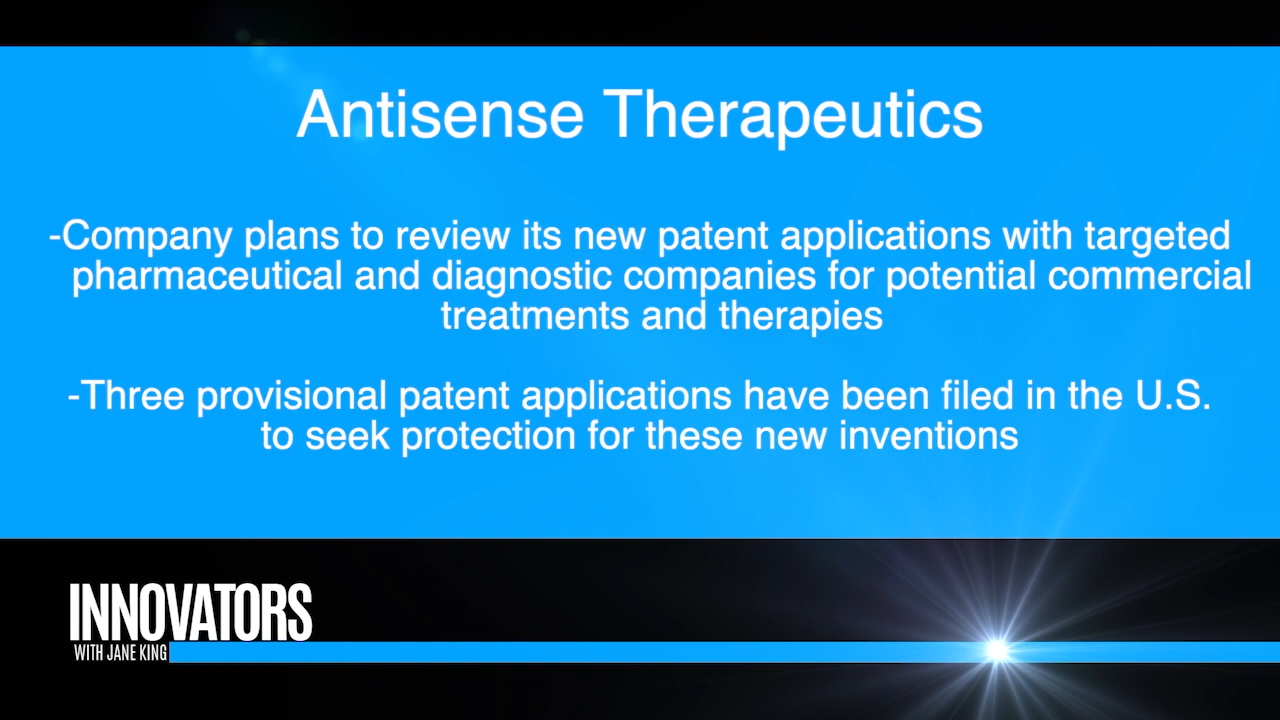 Antisense Therapeutics
-Company plans to review its new patent applications with targeted
pharmaceutical and diagnostic companies for potential commercial
treatments and therapies
-Three provisional patent applications have been filed in the U.S.
to seek protection for these new inventions
INNOVATORS
WITH JANE KING